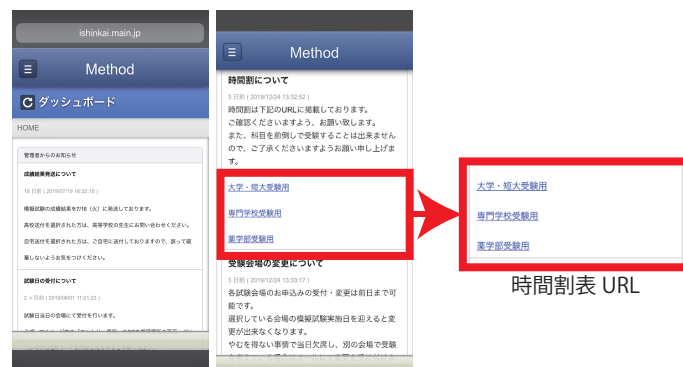 ishinkai.main.jp
Method
ダッシュボード
HOME
管理者からのお知らせ
成績結果発送について
18 日前 ( 2019/07/19 16:32:18 )
模擬試験の成績結果を7/16（火）に発送しております。
高校送付を選択された方は、高等学校の先生にお問い合わせください。
自宅送付を選択された方は、ご自宅に送付しておりますので、誤って破
棄しないようお気をつけください。
試験日の受付について
2 ヶ月前 ( 2019/06/01 11:01:23 )
試験日当日の会場にて受付を行います。
Method
時間割について
3 日前 ( 2019/12/24 13:32:52 )
時間割は下記のURLに掲載しております。
ご確認くださいますよう、お願い致します。
また、科目を前倒しで受験することは出来ません
ので、ご了承くださいますようお願い申し上げま
す。
大学・短大受験用
専門学校受験用
薬学部受験用
受験会場の変更について
3 日前 ( 2019/12/24 13:33:17 )
各試験会場のお申込みの受付・変更は前日まで可
能です。
選択している会場の模擬試験実施日を迎えると変
更が出来なくなります。
やむを得ない事情で当日欠席し、別の会場で受験
大学・短大受験用
専門学校受験用
薬学部受験用
時間割表 URL